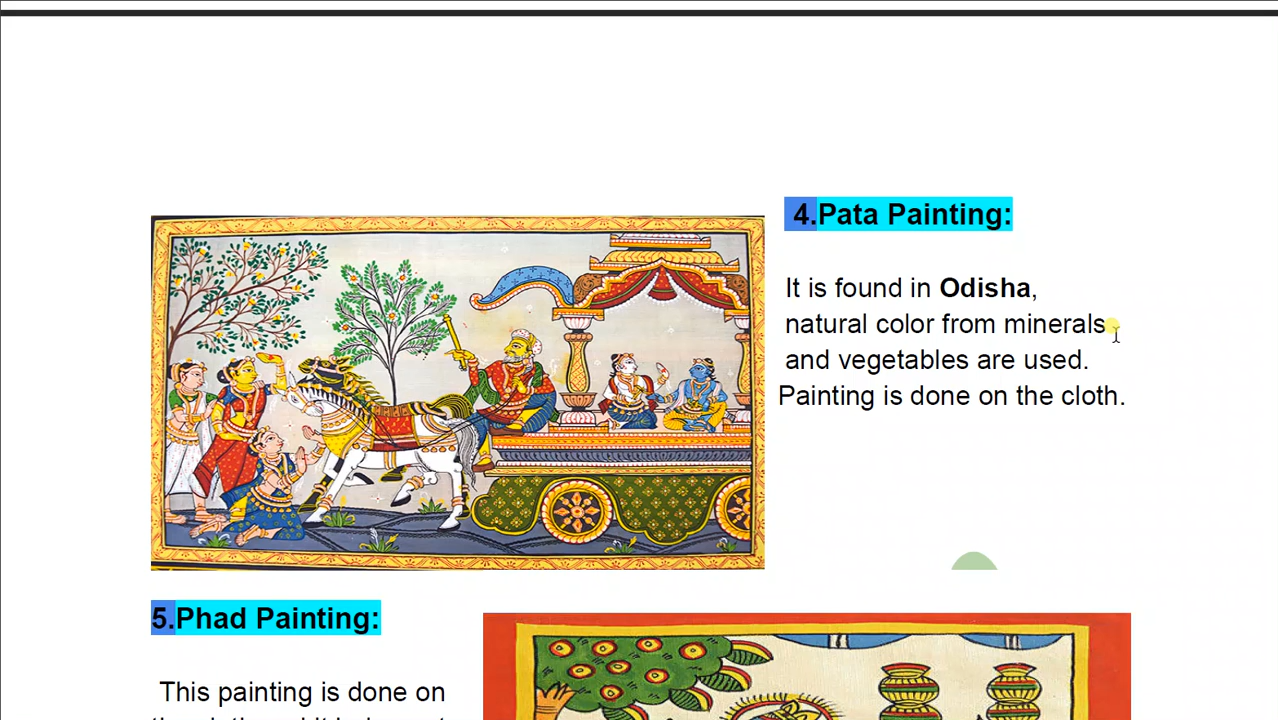 4.Pata Painting:
It is found in Odisha,
natural color from minerals
and vegetables are used.
Painting is done on the cloth.
5.Phad Painting:
This painting is done on